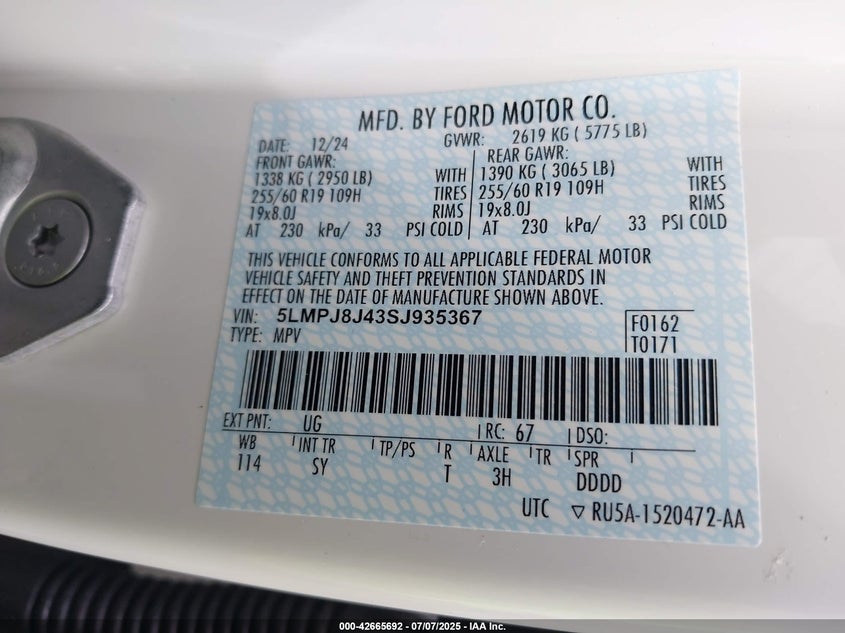 MFD. BY FORD MOTOR CO.
DATE: 12/24 GVWR: 2619 KG ( 5775 LB)
FRONT GAWR: REAR GAWR:
1338 KG ( 2950 LB) WITH 1390 KG ( 3065 LB) WITH
255/60 R19 109H TIRES 255/60 R19 109H TIRES
19x8.0J RIMS 19x8.0J RIMS
AT 230 kPa/ 33 PSI COLD AT 230 kPa/ 33 PSI COLD
THIS VEHICLE CONFORMS TO ALL APPLICABLE FEDERAL MOTOR
VEHICLE SAFETY AND THEFT PREVENTION STANDARDS IN
EFFECT ON THE DATE OF MANUFACTURE SHOWN ABOVE.
VIN: 5LMPJ8J43SJ935367 F0162
TYPE: MPV T0171
EXT PNT: UG RC: 67 DSO:
WB INT TR TP/PS R AXLE TR SPR
114 SY T 3H DDDD
UTC ▽ RU5A-1520472-AA
000-42665692 - 07/07/2025 - IAA Inc.